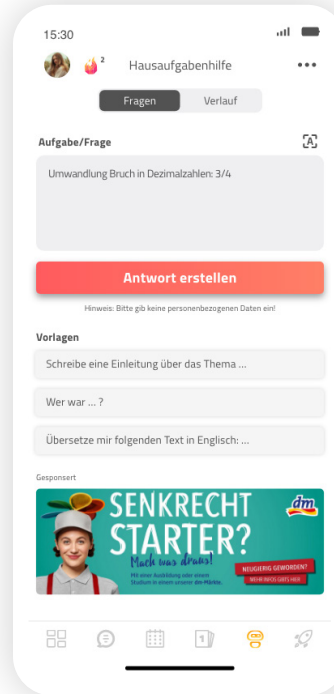 15:30
2
Hausaufgabenhilfe
Fragen Verlauf
Aufgabe/Frage
A
Umwandlung Bruch in Dezimalzahlen: 3/4
Antwort erstellen
Hinweis: Bitte gib keine personenbezogenen Daten ein!
Vorlagen
Schreibe eine Einleitung über das Thema ...
Wer war ... ?
Übersetze mir folgenden Text in Englisch: ...
Gesponsert
SENKRECHT
STARTER?
dm
Mach was draus!
Mit einer Ausbildung oder einem
Studium in einem unserer dm-Märkte.
NEUGIERIG GEWORDEN?
MEHR INFOS GIBTS HIER
1